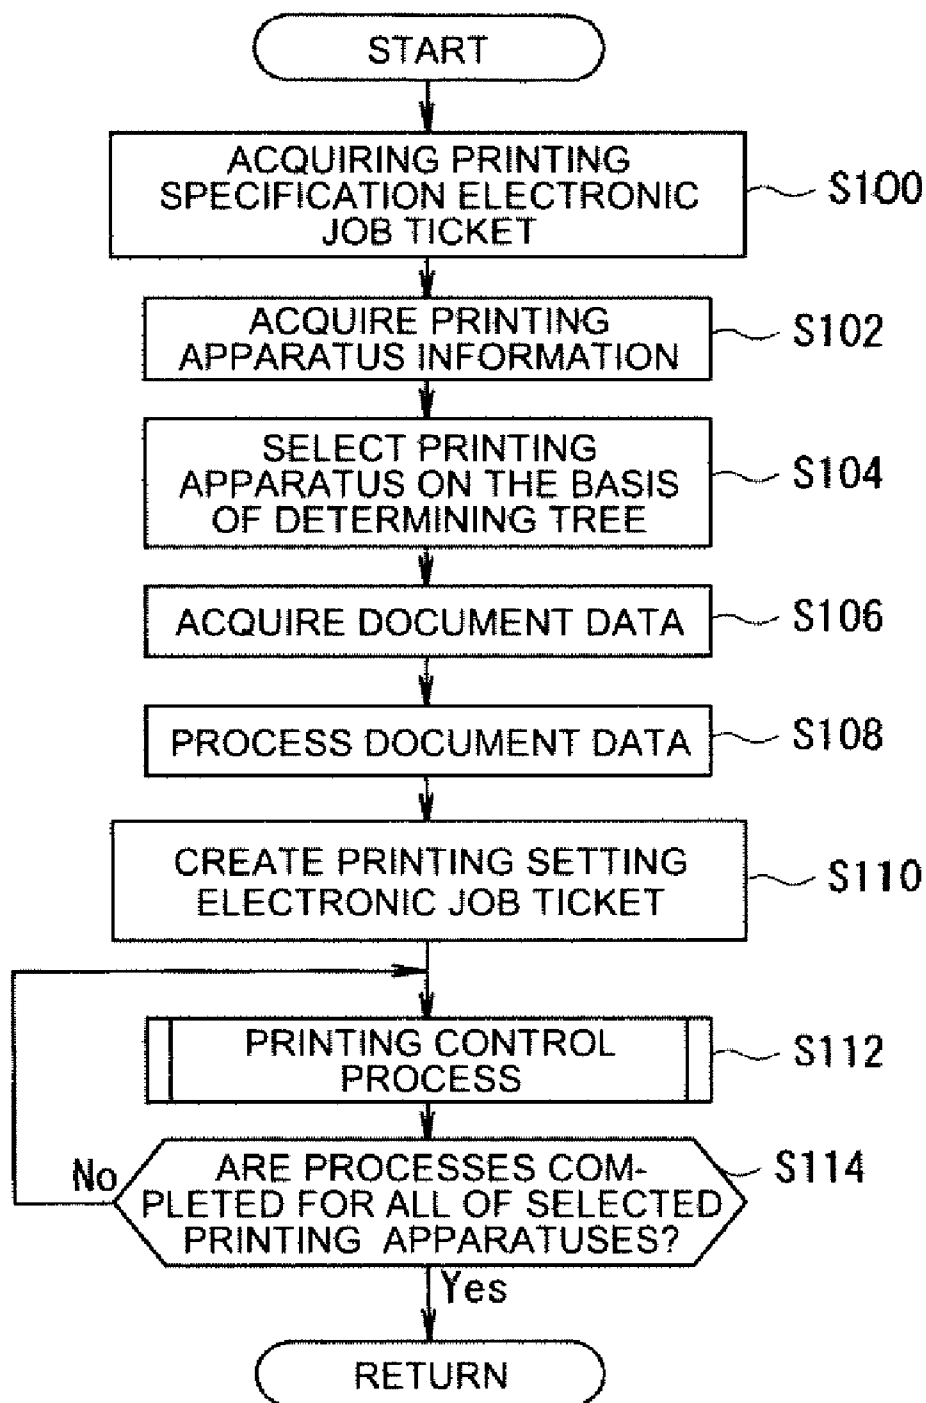 START
ACQUIRING PRINTING
SPECIFICATION ELECTRONIC
JOB TICKET
S100
ACQUIRE PRINTING
APPARATUS INFORMATION
S102
SELECT PRINTING
APPARATUS ON THE BASIS
OF DETERMINING TREE
S104
ACQUIRE DOCUMENT DATA
S106
PROCESS DOCUMENT DATA
S108
CREATE PRINTING SETTING
ELECTRONIC JOB TICKET
S110
PRINTING CONTROL
PROCESS
S112
No
ARE PROCESSES COM-
PLETED FOR ALL OF SELECTED
PRINTING APPARATUSES?
S114
Yes
RETURN